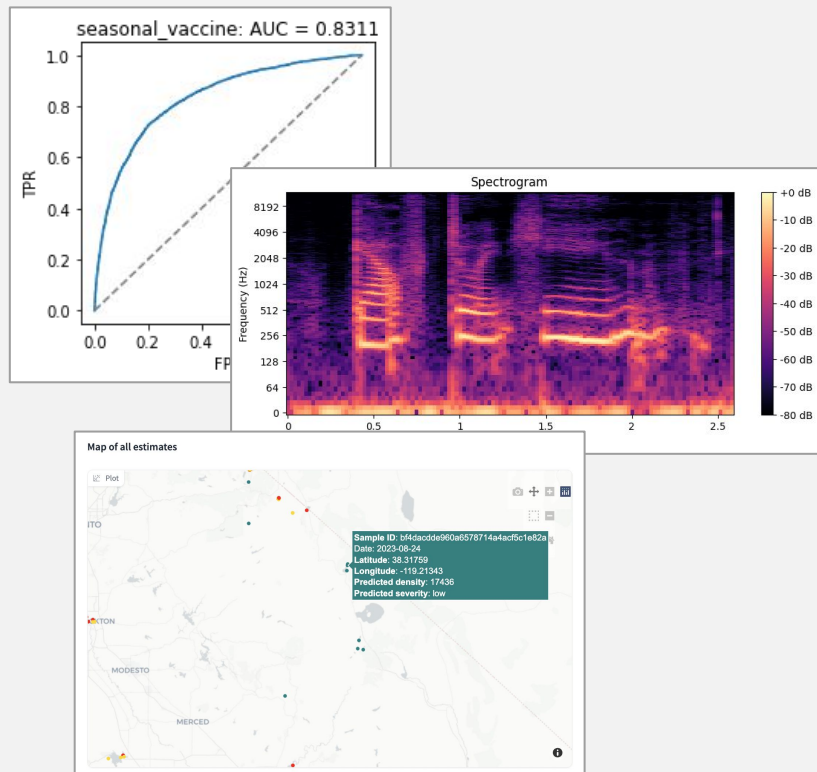 seasonal_vaccine: AUC = 0.8311
1.0
0.8
0.6
0.4
0.2
0.0
TPR
0.0 0.2 0.4
Spectrogram
8192
4096
2048
1024
512
256
128
64
0
Frequency (Hz)
0 0.5 1 1.5 2 2.5
+0 dB
-10 dB
-20 dB
-30 dB
-40 dB
-50 dB
-60 dB
-70 dB
-80 dB
Map of all estimates
Plot
Sample ID: bf4dacdde960a6578714a4acf5c1e82a
Date: 2023-08-24
Latitude: 38.31759
Longitude: -119.21343
Predicted density: 17436
Predicted severity: low
MODESTO
MERCED